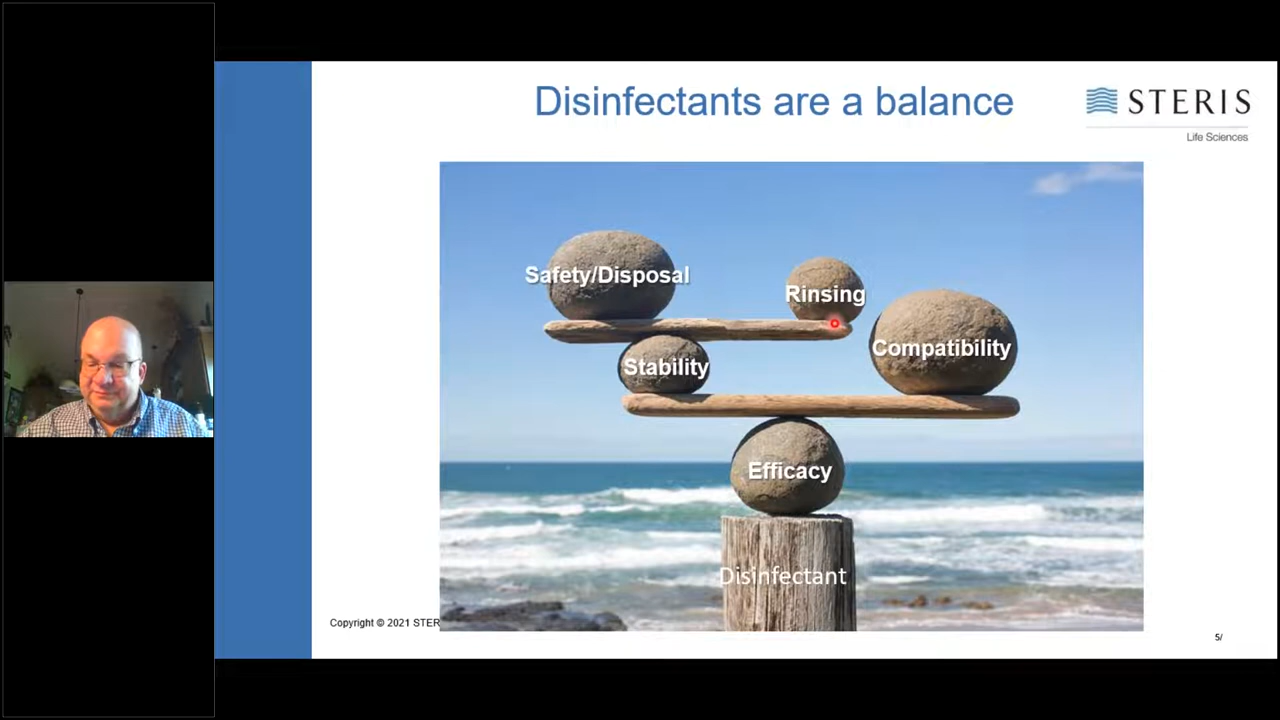 Disinfectants are a balance
STERIS
Life Sciences
Safety/Disposal
Rinsing
Compatibility
Stability
Efficacy
Disinfectant
Copyright © 2021 STER
5/